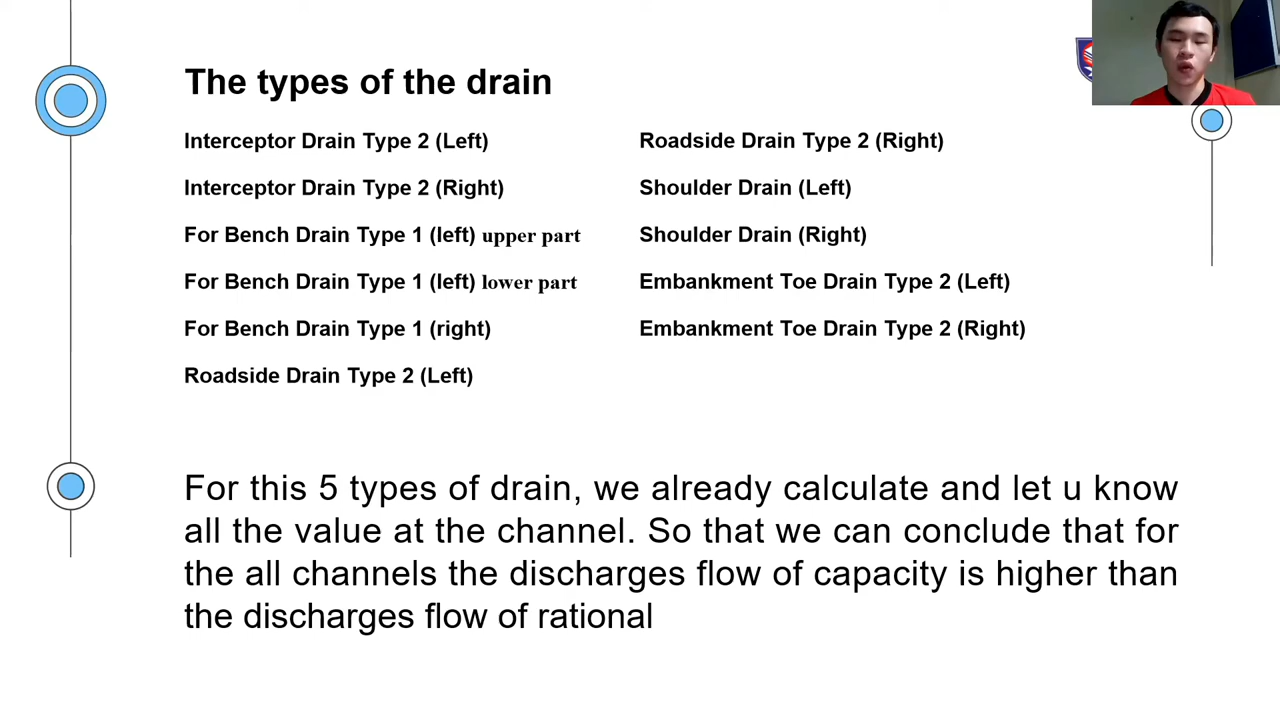 The types of the drain
Interceptor Drain Type 2 (Left)
Interceptor Drain Type 2 (Right)
For Bench Drain Type 1 (left) upper part
For Bench Drain Type 1 (left) lower part
For Bench Drain Type 1 (right)
Roadside Drain Type 2 (Left)
Roadside Drain Type 2 (Right)
Shoulder Drain (Left)
Shoulder Drain (Right)
Embankment Toe Drain Type 2 (Left)
Embankment Toe Drain Type 2 (Right)
For this 5 types of drain, we already calculate and let u know
all the value at the channel. So that we can conclude that for
the all channels the discharges flow of capacity is higher than
the discharges flow of rational